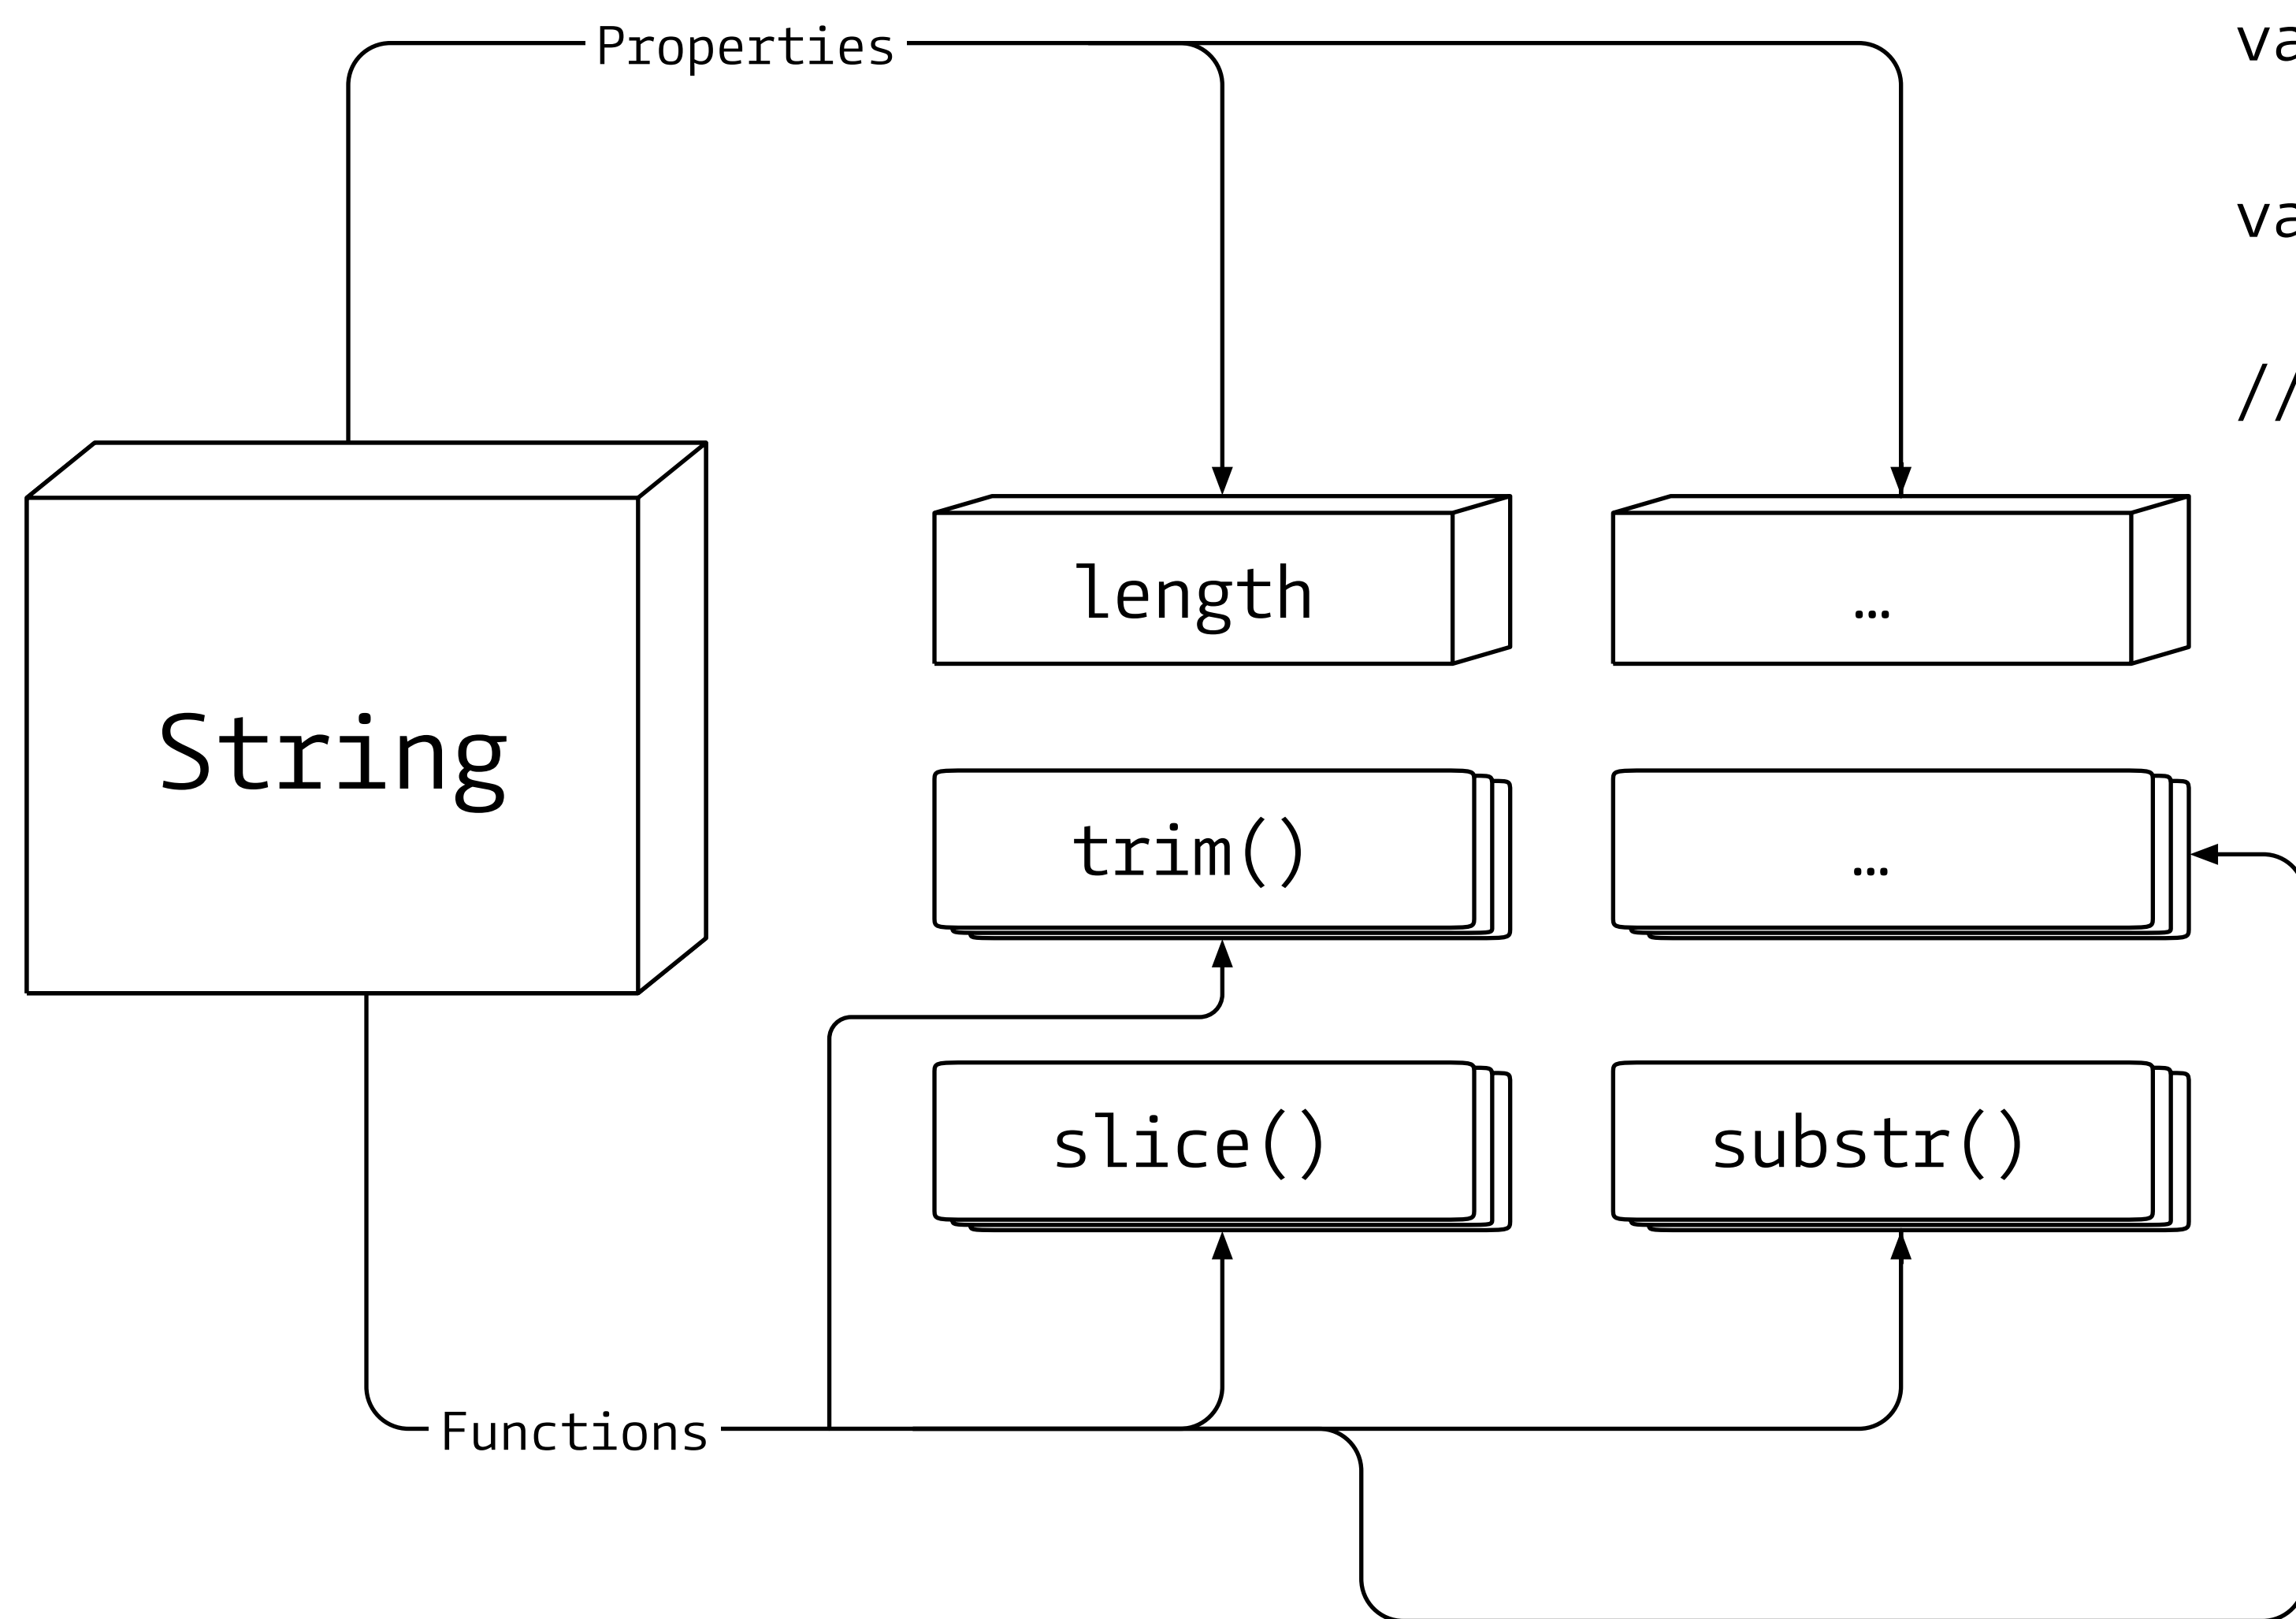 Properties
va
va
//
length
…
String
trim()
…
slice()
substr()
Functions